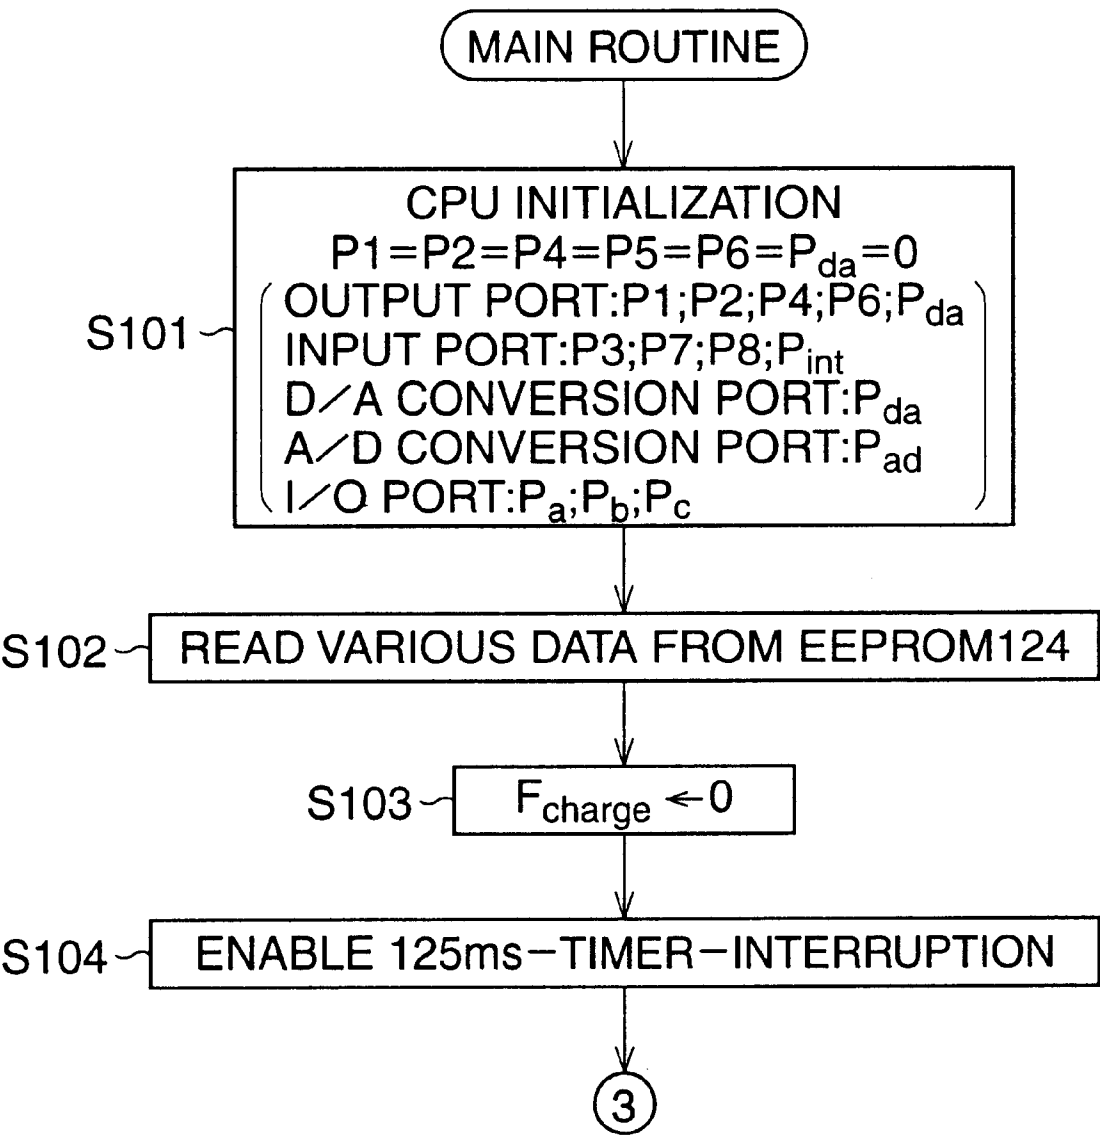 MAIN ROUTINE
CPU INITIALIZATION
P1=P2=P4=P5=P6=Pda=0
OUTPUT PORT:P1;P2;P4;P6;Pda
S101
INPUT PORT:P3;P7;P8;Pint
D/A CONVERSION PORT:Pda
A/D CONVERSION PORT:Pad
I/O PORT:Pa;Pb;Pc
S102 READ VARIOUS DATA FROM EEPROM124
S103 Fcharge ←0
S104 ENABLE 125ms-TIMER-INTERRUPTION
3